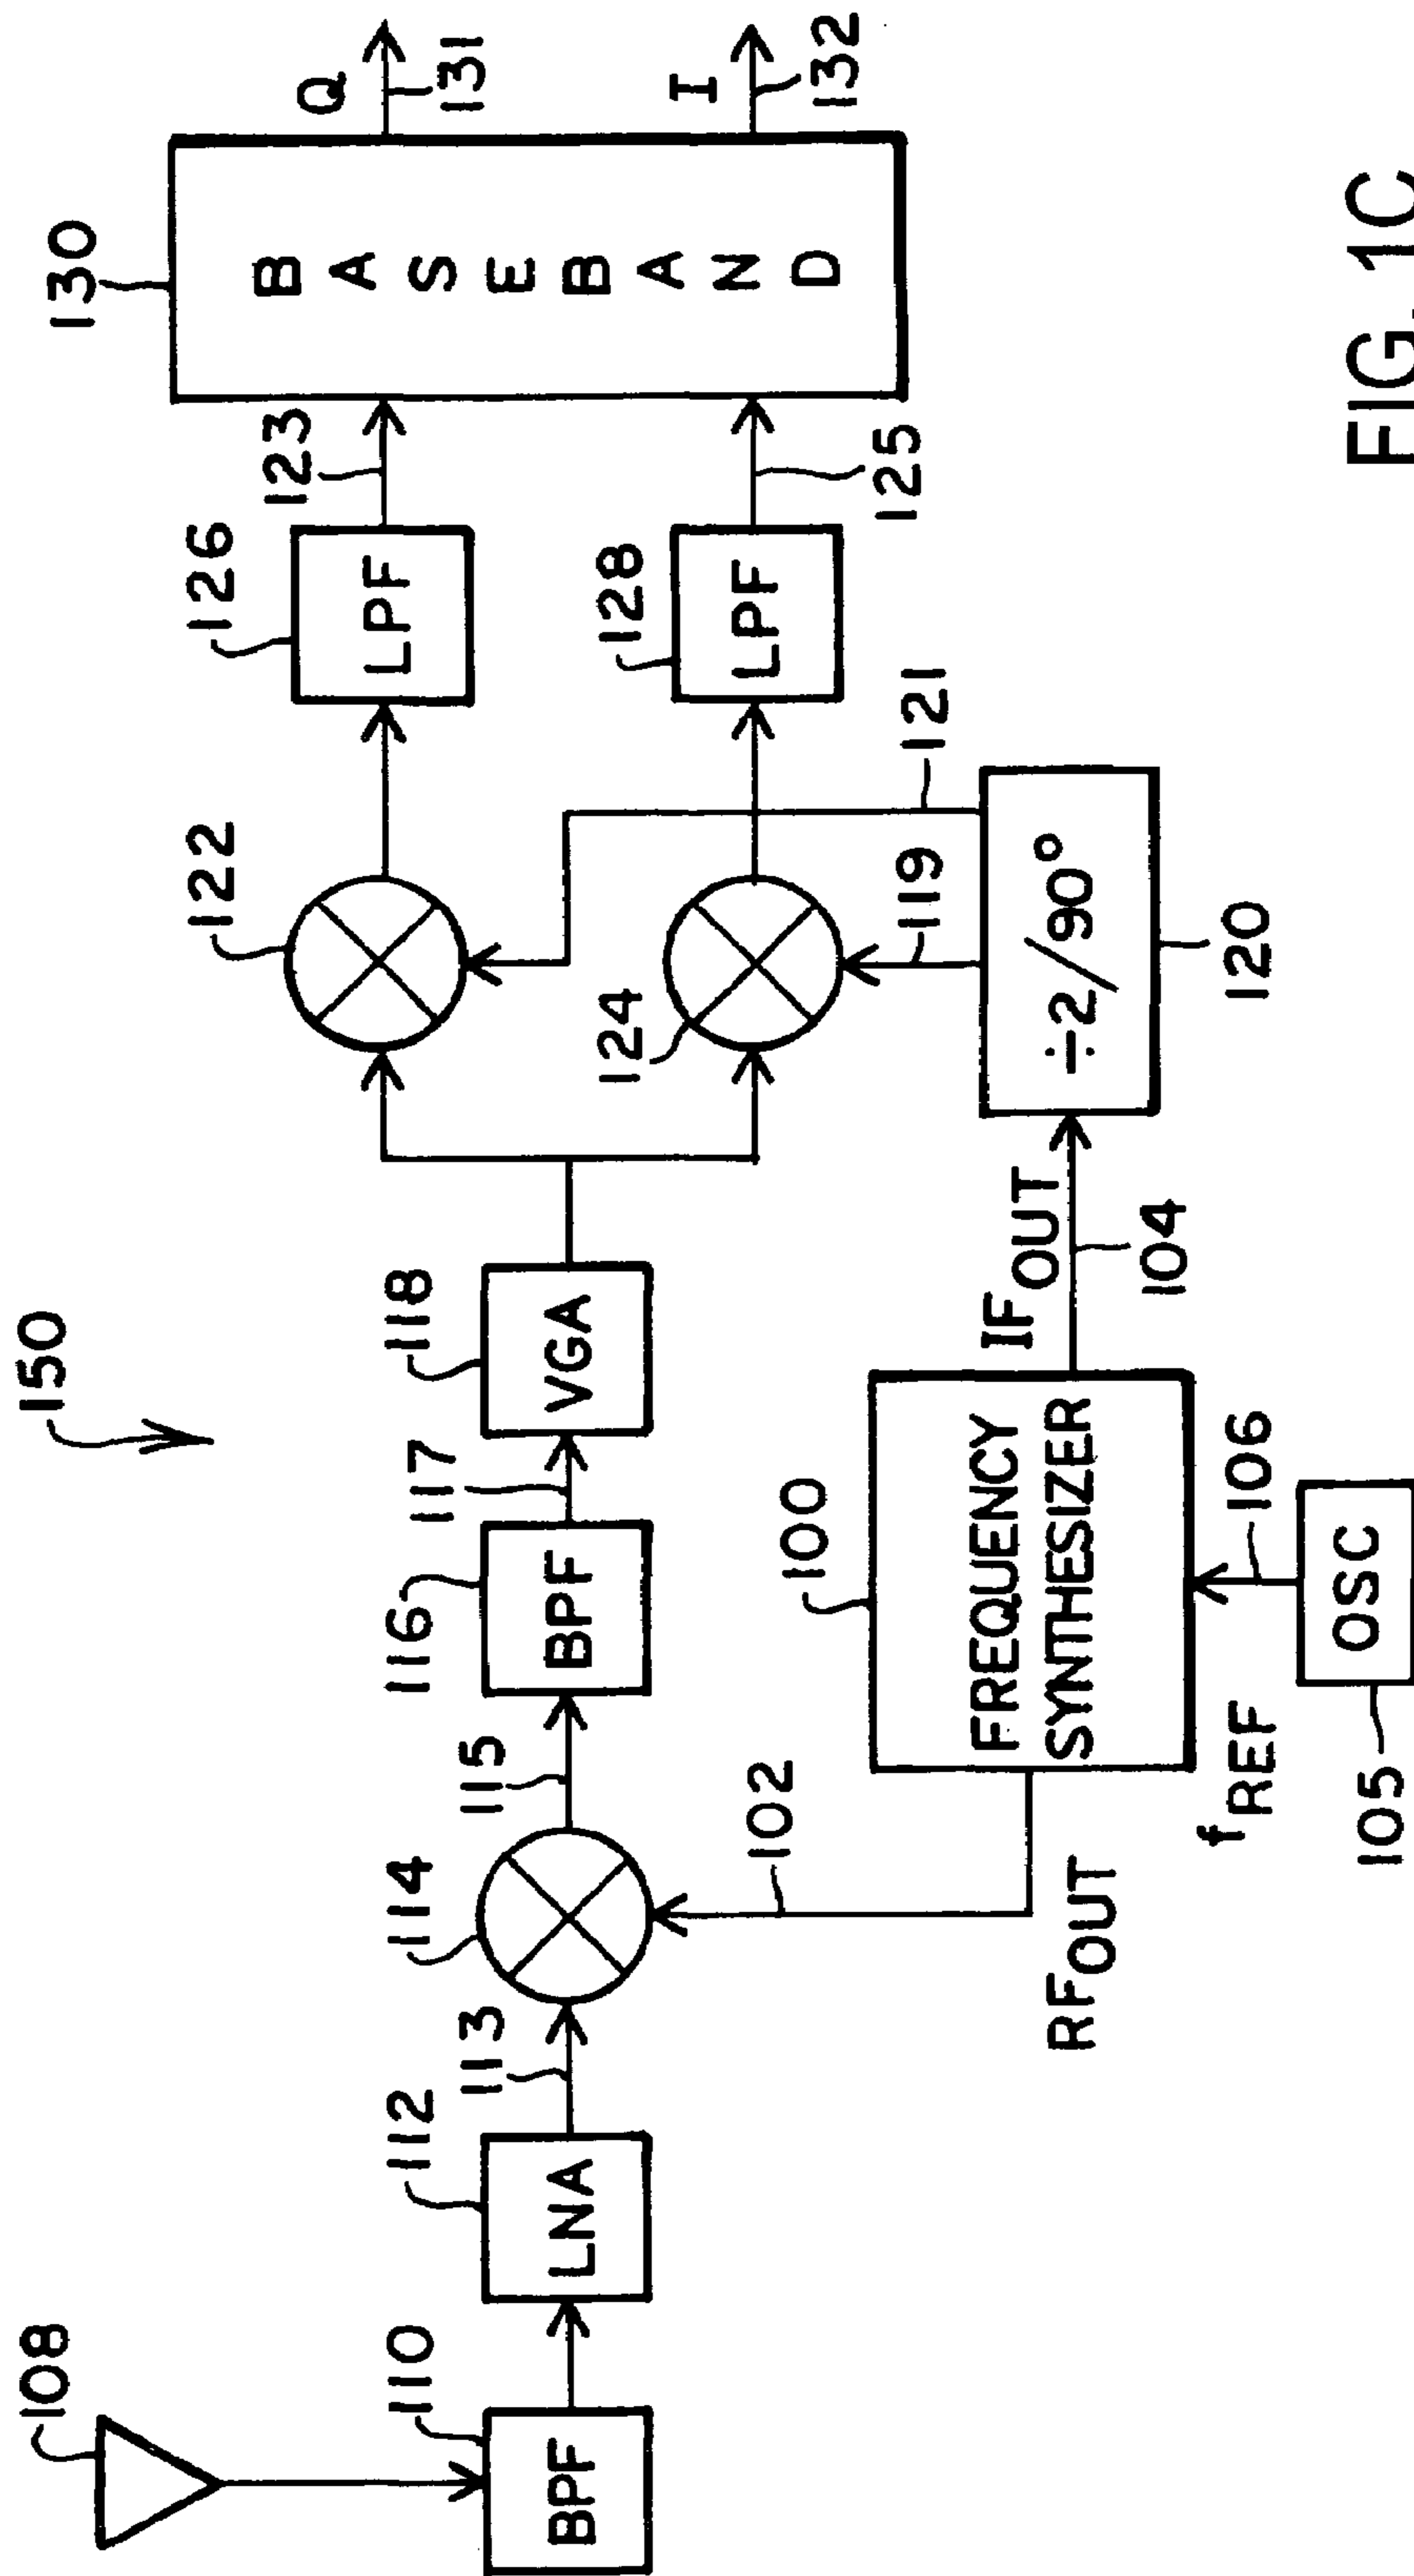 150
108
110
BPF
112
LNA
113
114
115
116
BPF
117
118
VGA
122
124
126
LPF
128
LPF
123
125
130
BASEBAND
Q
131
I
132
RFOUT
102
100
FREQUENCY
SYNTHESIZER
IFOUT
104
fREF
106
105
OSC
÷2/90°
120
119
121
FIG. 1C